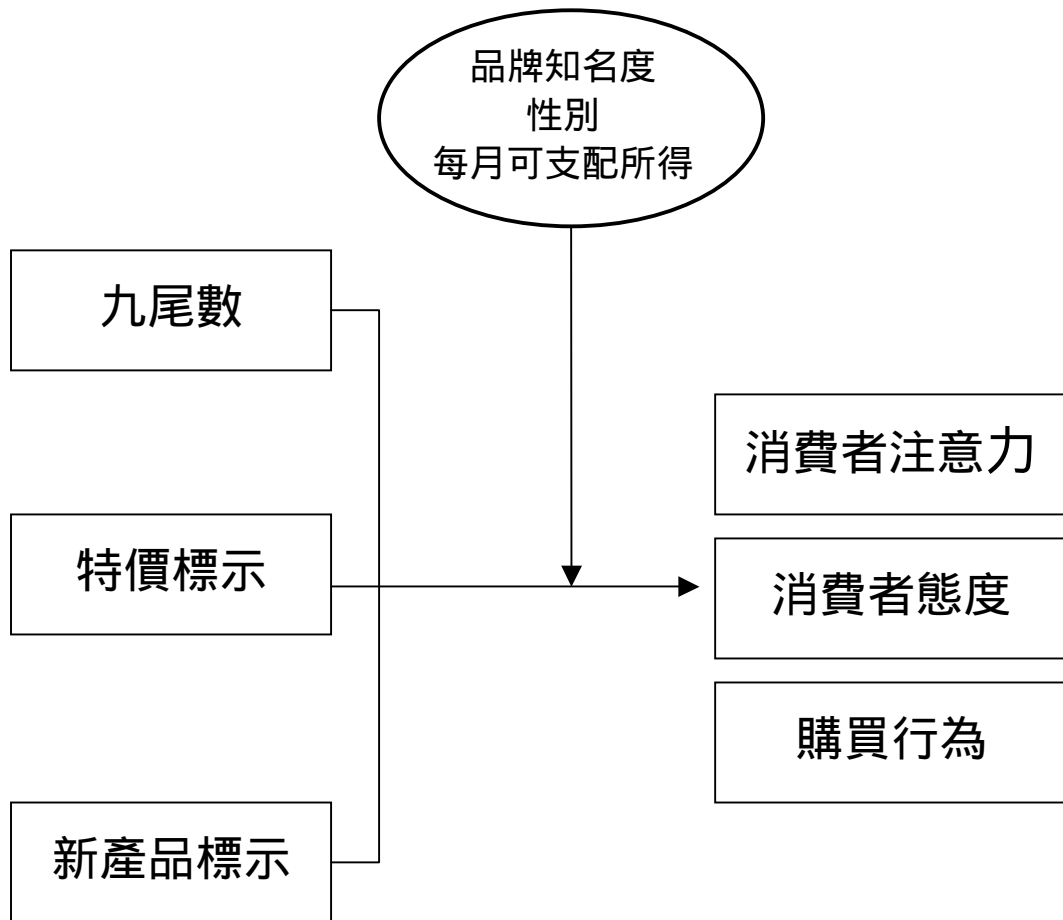 品牌知名度
性別
每月可支配所得
九尾數
消費者注意力
特價標示
消費者態度
購買行為
新產品標示